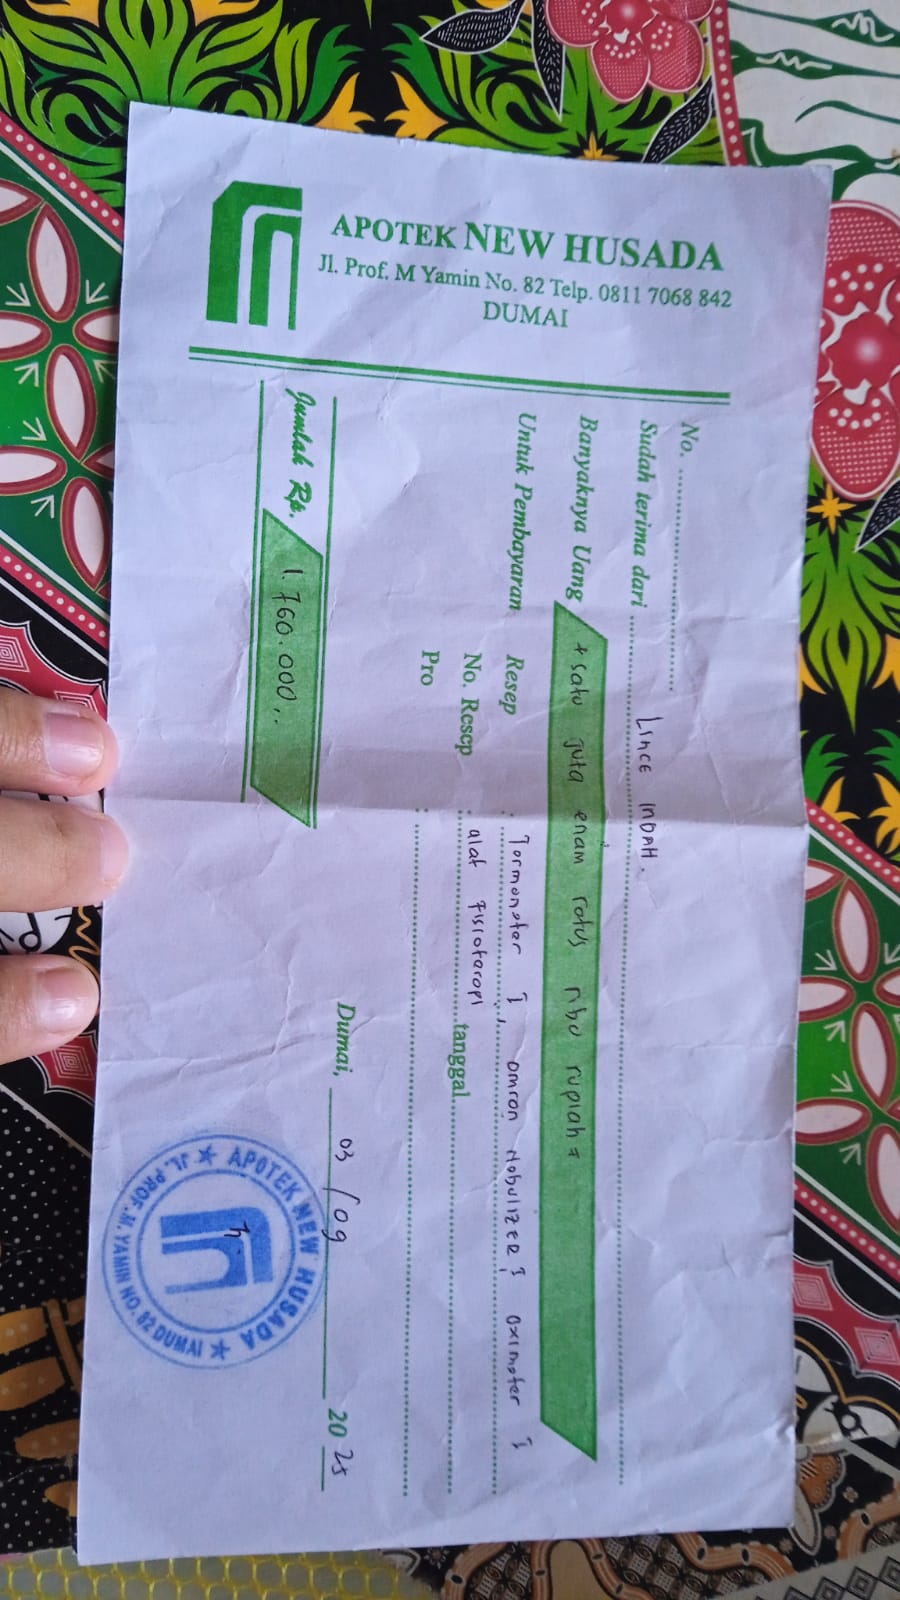 APOTEK NEW HUSADA
Jl. Prof. M Yamin No. 82 Telp. 0811 7068 842
DUMAI
No. ........................
Sudah terima dari LINCE INDAH.
Banyaknya Uang + satu juta enam ratus ribu rupiah +
Untuk Pembayaran Resep : Tormometer 1, omron Nebulizer 1 oximeter 1
No. Resep : alat Fisioterapi tanggal
Pro :
Jumlah Rp. 1.760.000,.
Dumai, 03/09 2025
★ APOTEK NEW HUSADA ★ JL. PROF. M. YAMIN NO. 82 DUMAI